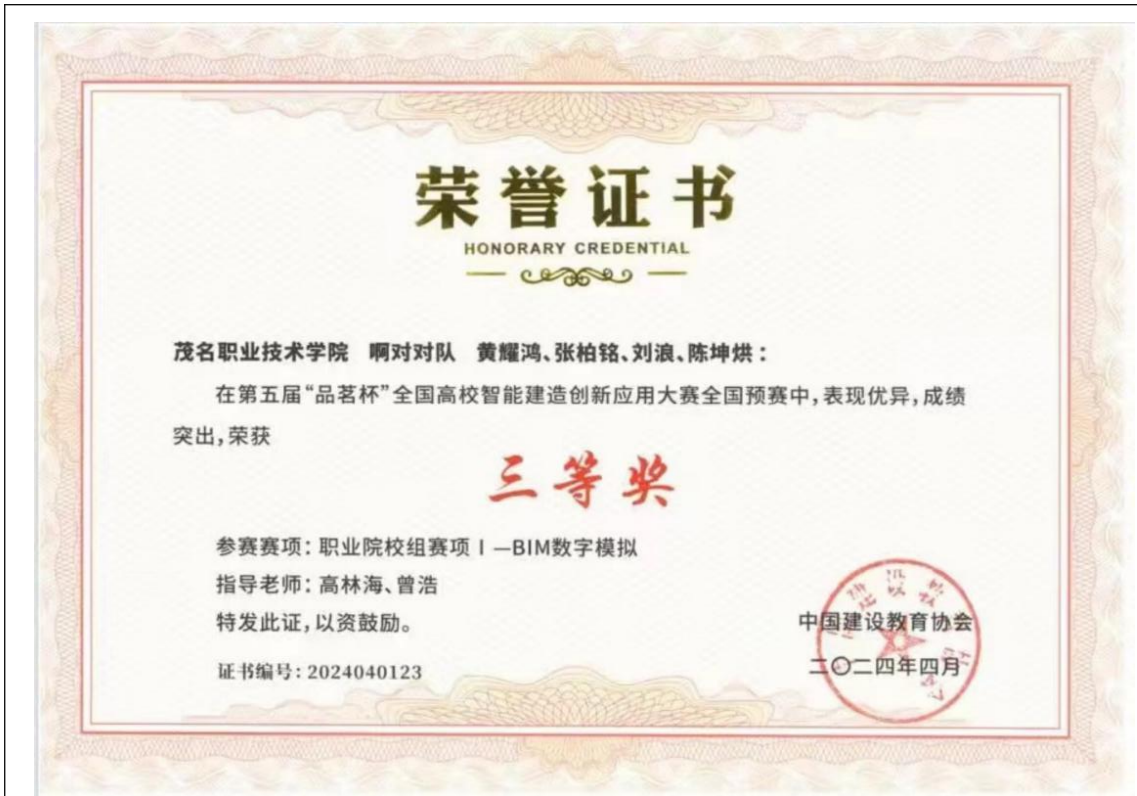 荣誉证书
HONORARY CREDENTIAL
茂名职业技术学院 啊对对队 黄耀鸿、张柏铭、刘浪、陈坤烘：
在第五届“品茗杯”全国高校智能建造创新应用大赛全国预赛中，表现优异，成绩
突出，荣获
三等奖
参赛赛项：职业院校组赛项Ⅰ—BIM数字模拟
指导老师：高林海、曾浩
特发此证，以资鼓励。
中国建设教育协会
证书编号：2024040123
二〇二四年四月